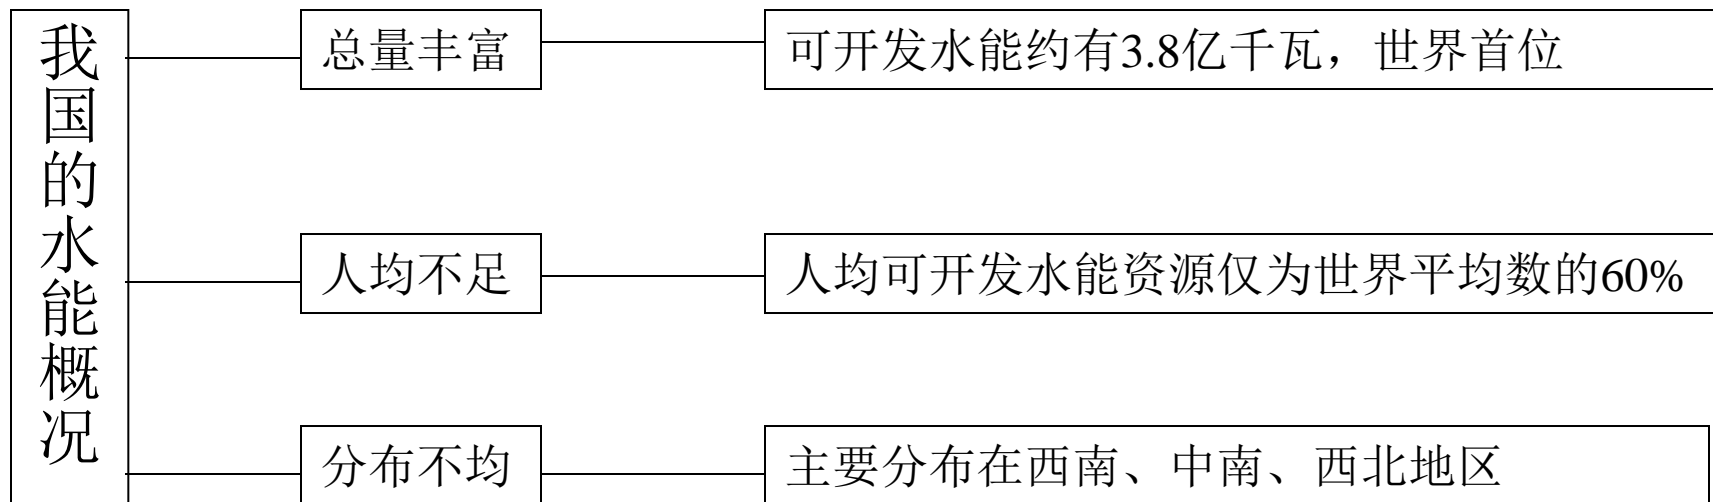 我国的水能概况
总量丰富
可开发水能约有3.8亿千瓦，世界首位
人均不足
人均可开发水能资源仅为世界平均数的60%
分布不均
主要分布在西南、中南、西北地区